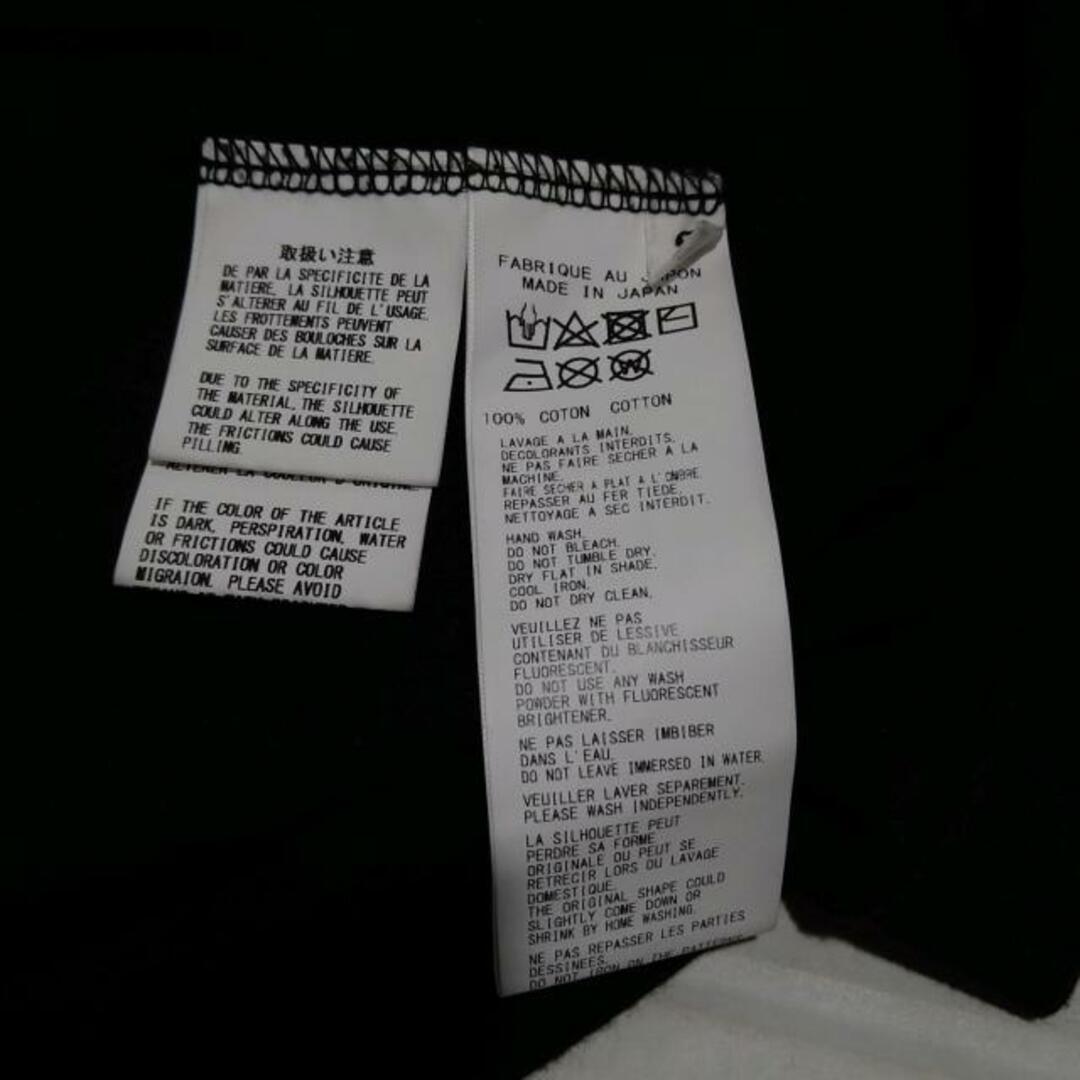 取扱い注意
DE PAR LA SPECIFICITE DE LA
MATIERE, LA SILHOUETTE PEUT
S'ALTERER AU FIL DE L'USAGE.
LES FROTTEMENTS PEUVENT
CAUSER DES BOULOCHES SUR LA
SURFACE DE LA MATIERE.
DUE TO THE SPECIFICITY OF
THE MATERIAL, THE SILHOUETTE
COULD ALTER ALONG THE USE.
THE FRICTIONS COULD CAUSE
PILLING.
IF THE COLOR OF THE ARTICLE
IS DARK, PERSPIRATION, WATER
OR FRICTIONS COULD CAUSE
DISCOLORATION OR COLOR
MIGRAION. PLEASE AVOID
FABRIQUE AU
MADE IN JAPAN
W
100% COTON COTTON
LAVAGE A LA MAIN.
DECOLORANTS INTERDITS.
NE PAS FAIRE SECHER A LA
MACHINE.
FAIRE SECHER A PLAT A L'OMBRE.
REPASSER AU FER TIEDE.
NETTOYAGE A SEC INTERDIT.
HAND WASH.
DO NOT BLEACH.
DO NOT TUMBLE DRY.
DRY FLAT IN SHADE.
COOL IRON.
DO NOT DRY CLEAN.
VEUILLEZ NE PAS
UTILISER DE LESSIVE
CONTENANT DU BLANCHISSEUR
FLUORESCENT.
DO NOT USE ANY WASH
POWDER WITH FLUORESCENT
BRIGHTENER.
NE PAS LAISSER IMBIBER
DANS L'EAU.
DO NOT LEAVE IMMERSED IN WATER.
VEUILLER LAVER SEPAREMENT.
PLEASE WASH INDEPENDENTLY.
LA SILHOUETTE PEUT
PERDRE SA FORME
ORIGINALE OU PEUT SE
RETRECIR LORS DU LAVAGE
DOMESTIQUE.
THE ORIGINAL SHAPE COULD
SLIGHTLY COME DOWN OR
SHRINK BY HOME WASHING.
NE PAS REPASSER LES PARTIES
DESSINEES.
DO NOT IRON ON THE PATTERNS